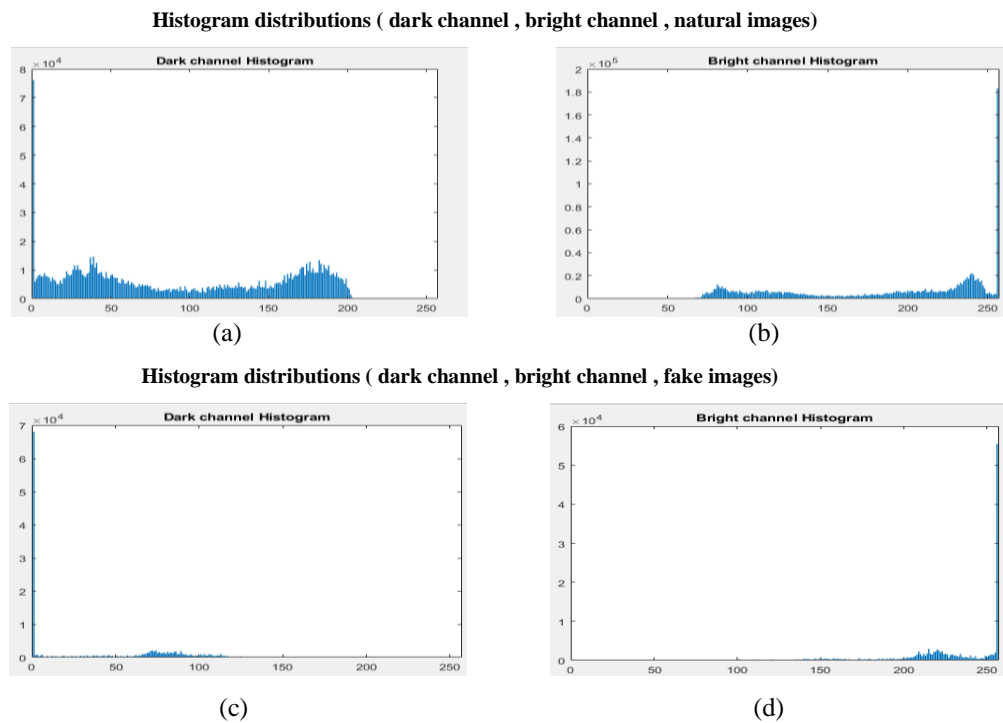 Histogram distributions ( dark channel , bright channel , natural images)
Dark channel Histogram
× 10^4
8
7
6
5
4
3
2
1
0
0 50 100 150 200 250
(a)
Bright channel Histogram
× 10^5
2
1.8
1.6
1.4
1.2
1
0.8
0.6
0.4
0.2
0
0 50 100 150 200 250
(b)
Histogram distributions ( dark channel , bright channel , fake images)
Dark channel Histogram
× 10^4
7
6
5
4
3
2
1
0
0 50 100 150 200 250
(c)
Bright channel Histogram
× 10^4
6
5
4
3
2
1
0
0 50 100 150 200 250
(d)